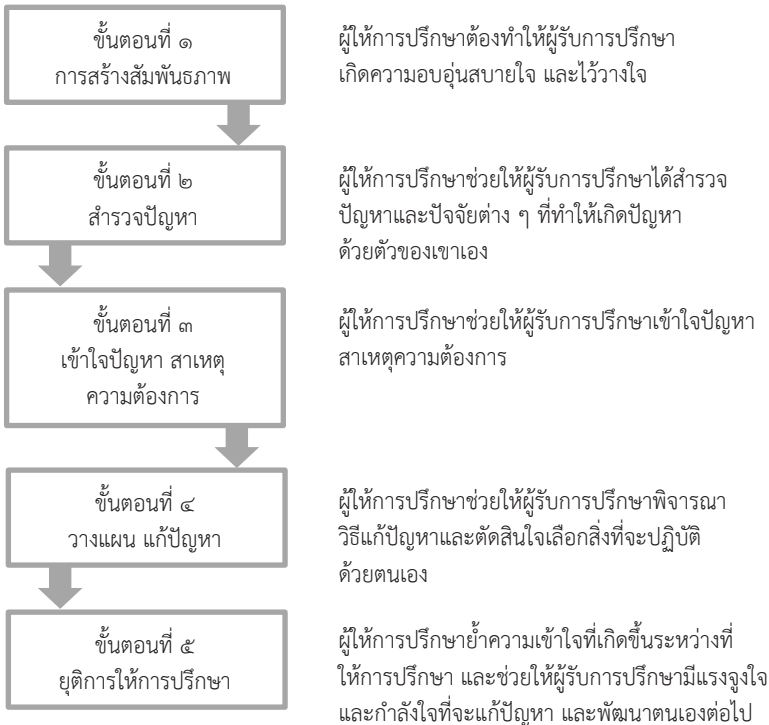 ขั้นตอนที่ ๑
การสร้างสัมพันธภาพ
ผู้ให้การปรึกษาต้องทำให้ผู้รับการปรึกษา
เกิดความอบอุ่นสบายใจ และไว้วางใจ
ขั้นตอนที่ ๒
สำรวจปัญหา
ผู้ให้การปรึกษาช่วยให้ผู้รับการปรึกษาได้สำรวจ
ปัญหาและปัจจัยต่าง ๆ ที่ทำให้เกิดปัญหา
ด้วยตัวของเขาเอง
ขั้นตอนที่ ๓
เข้าใจปัญหา สาเหตุ
ความต้องการ
ผู้ให้การปรึกษาช่วยให้ผู้รับการปรึกษาเข้าใจปัญหา
สาเหตุความต้องการ
ขั้นตอนที่ ๔
วางแผน แก้ปัญหา
ผู้ให้การปรึกษาช่วยให้ผู้รับการปรึกษาพิจารณา
วิธีแก้ปัญหาและตัดสินใจเลือกสิ่งที่จะปฏิบัติ
ด้วยตนเอง
ขั้นตอนที่ ๕
ยุติการให้การปรึกษา
ผู้ให้การปรึกษาย้ำความเข้าใจที่เกิดขึ้นระหว่างที่
ให้การปรึกษา และช่วยให้ผู้รับการปรึกษามีแรงจูงใจ
และกำลังใจที่จะแก้ปัญหา และพัฒนาตนเองต่อไป